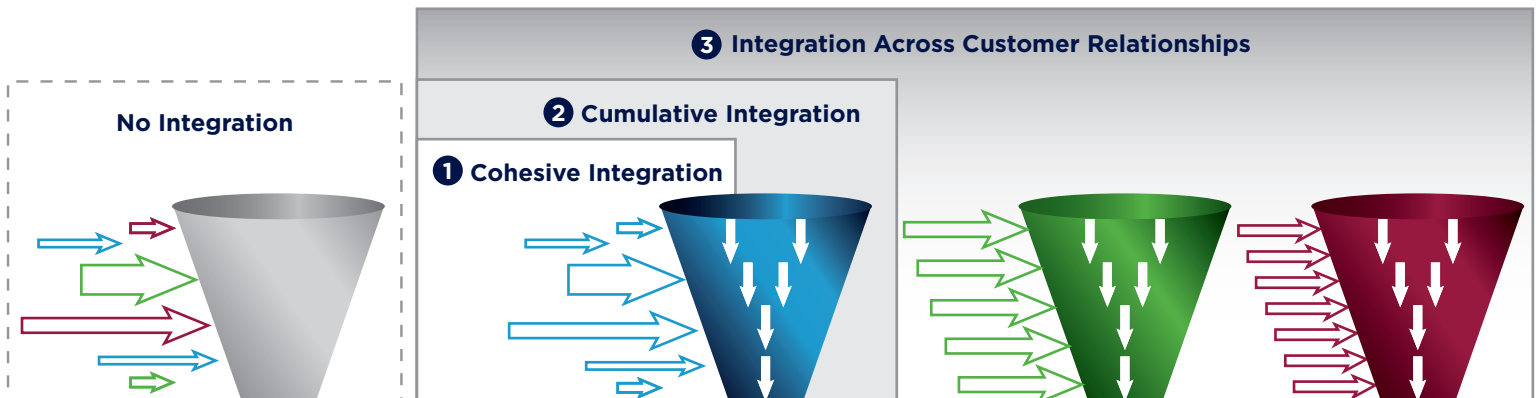 3 Integration Across Customer Relationships
No Integration
2 Cumulative Integration
1 Cohesive Integration